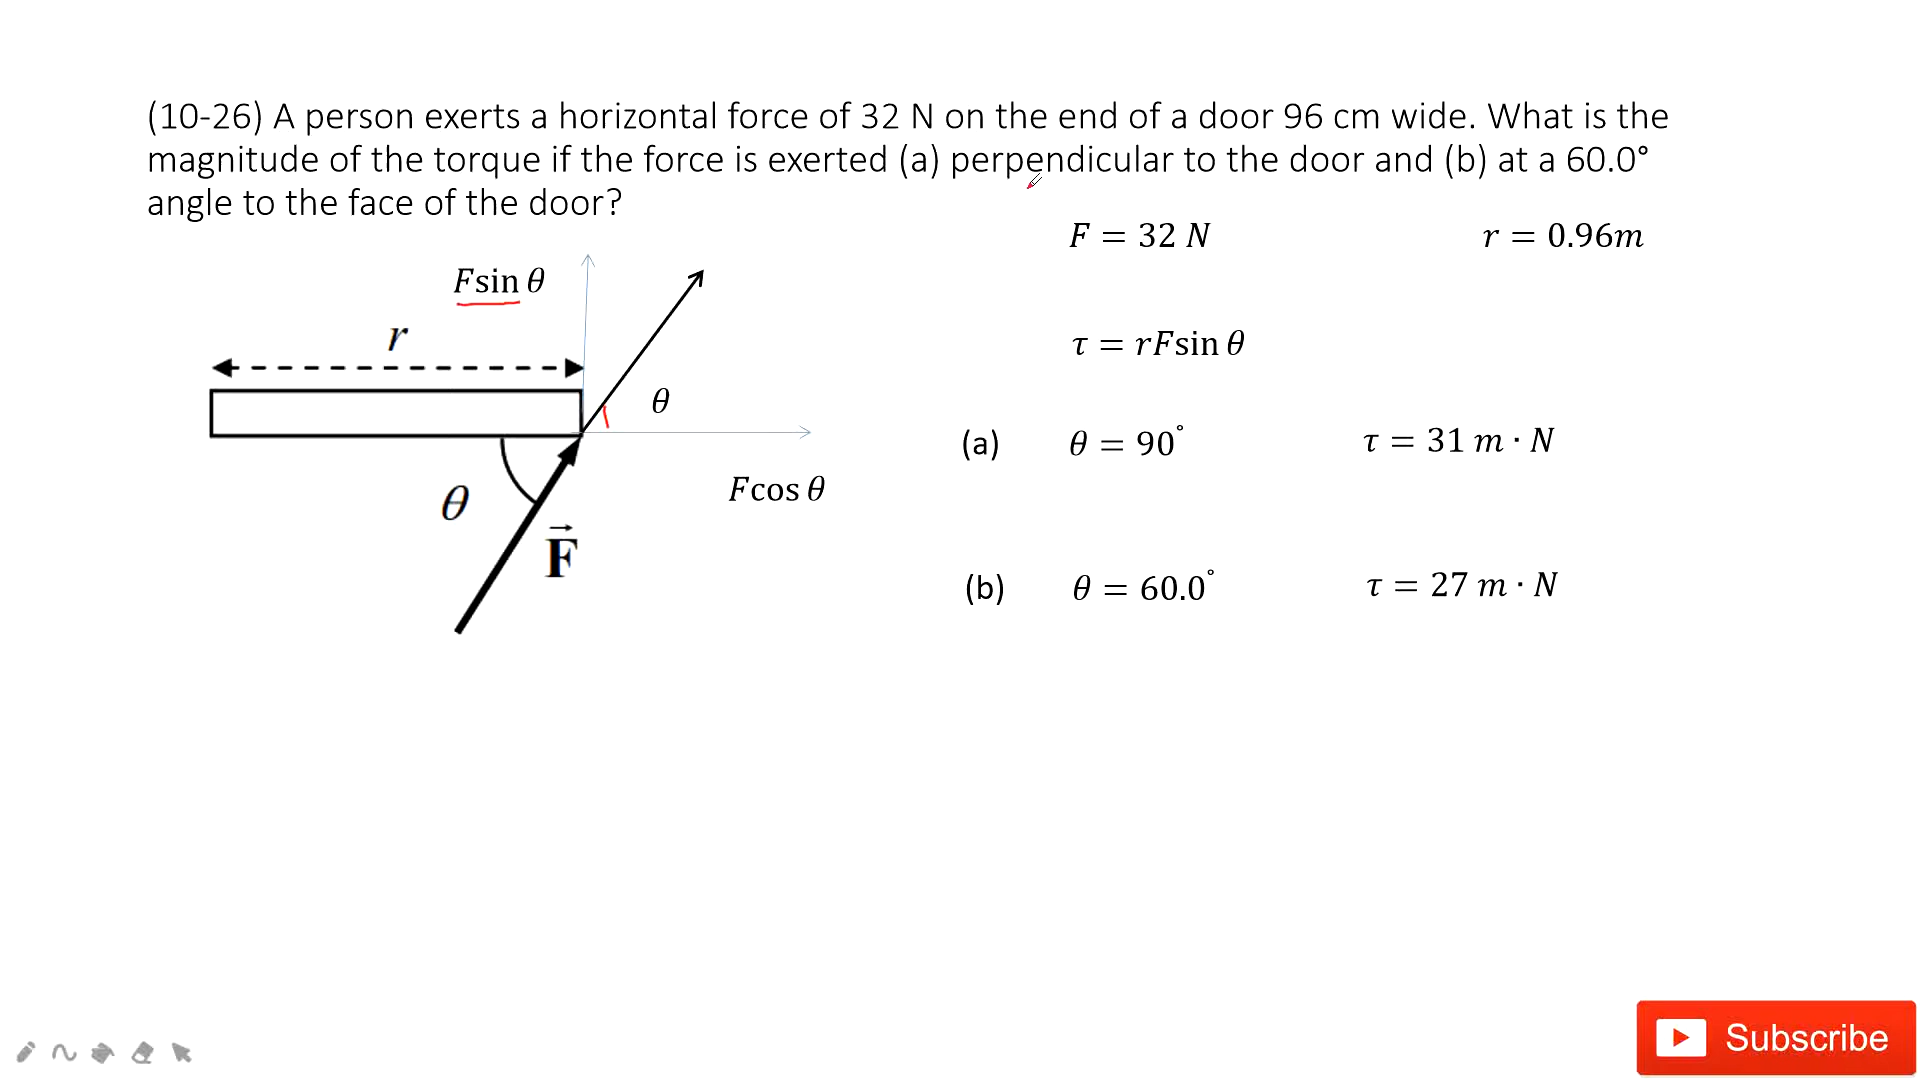 (10-26) A person exerts a horizontal force of 32 N on the end of a door 96 cm wide. What is the
magnitude of the torque if the force is exerted (a) perpendicular to the door and (b) at a 60.0°
angle to the face of the door?
F = 32 N
r = 0.96m
Fsin θ
r
τ = rFsin θ
θ
(a) θ = 90° τ = 31 m · N
Fcos θ
θ
F⃗
(b) θ = 60.0° τ = 27 m · N
Subscribe